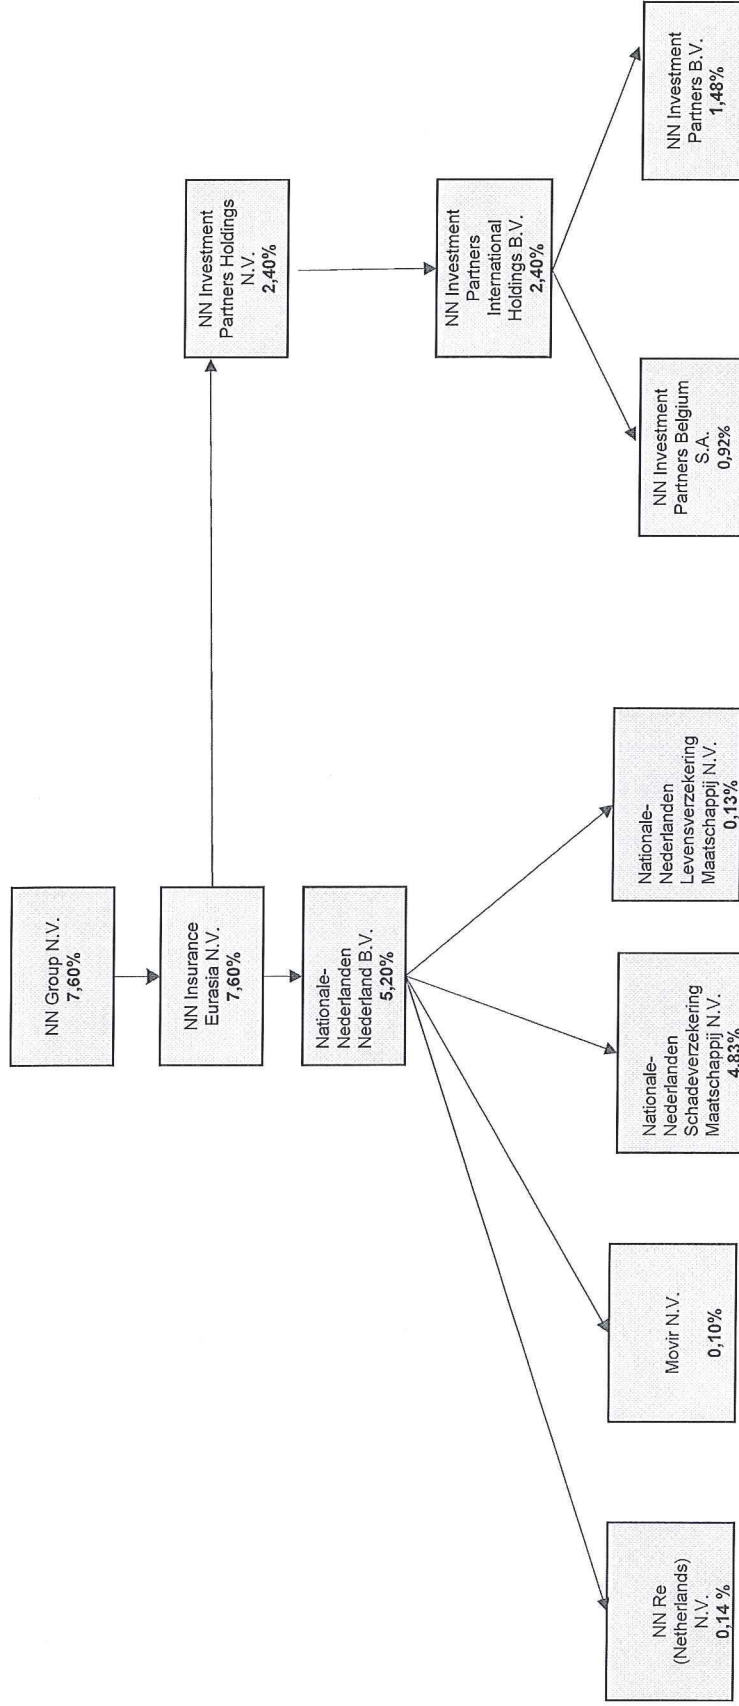 NN Group N.V.
7,60%
NN Insurance
Eurasia N.V.
7,60%
Nationale-
Nederlanden
Nederland B.V.
5,20%
NN Investment
Partners Holdings
N.V.
2,40%
NN Investment
Partners
International
Holdings B.V.
2,40%
NN Re
(Netherlands)
N.V.
0,14 %
Movir N.V.
0,10%
Nationale-
Nederlanden
Schadeverzekering
Maatschappij N.V.
4,83%
Nationale-
Nederlanden
Levensverzekering
Maatschappij N.V.
0,13%
NN Investment
Partners Belgium
S.A.
0,92%
NN Investment
Partners B.V.
1,48%